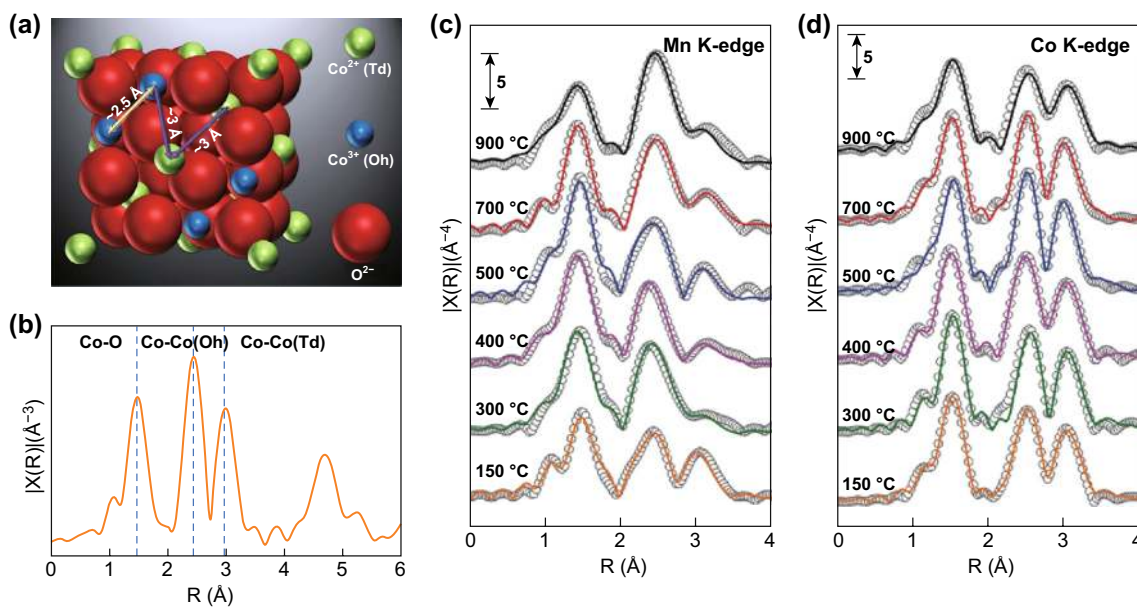 (a)
Co²⁺ (Td)
~2.5 Å
~3 Å
~3 Å
Co³⁺ (Oh)
O²⁻
(b)
Co-O Co-Co(Oh) Co-Co(Td)
|X(R)|(Å⁻³)
0 1 2 3 4 5 6
R (Å)
(c)
Mn K-edge
5
|X(R)|(Å⁻⁴)
900 °C
700 °C
500 °C
400 °C
300 °C
150 °C
0 1 2 3 4
R (Å)
(d)
Co K-edge
5
|X(R)|(Å⁻⁴)
900 °C
700 °C
500 °C
400 °C
300 °C
150 °C
0 1 2 3 4
R (Å)